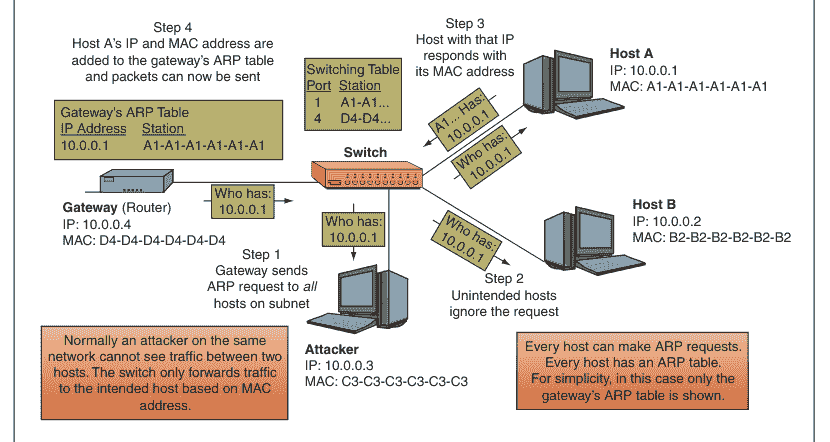 Step 4
Host A's IP and MAC address are
added to the gateway's ARP table
and packets can now be sent
Switching Table
Port Station
1 A1-A1...
4 D4-D4...
Step 3
Host with that IP
responds with
its MAC address
Host A
IP: 10.0.0.1
MAC: A1-A1-A1-A1-A1-A1
Gateway's ARP Table
IP Address Station
10.0.0.1 A1-A1-A1-A1-A1-A1
A1... Has:
10.0.0.1
Who has:
10.0.0.1
Switch
Gateway (Router)
IP: 10.0.0.4
MAC: D4-D4-D4-D4-D4-D4
Who has:
10.0.0.1
Who has:
10.0.0.1
Who has:
10.0.0.1
Host B
IP: 10.0.0.2
MAC: B2-B2-B2-B2-B2-B2
Step 1
Gateway sends
ARP request to all
hosts on subnet
Step 2
Unintended hosts
ignore the request
Attacker
IP: 10.0.0.3
MAC: C3-C3-C3-C3-C3-C3
Normally an attacker on the same
network cannot see traffic between two
hosts. The switch only forwards traffic
to the intended host based on MAC
address.
Every host can make ARP requests.
Every host has an ARP table.
For simplicity, in this case only the
gateway's ARP table is shown.